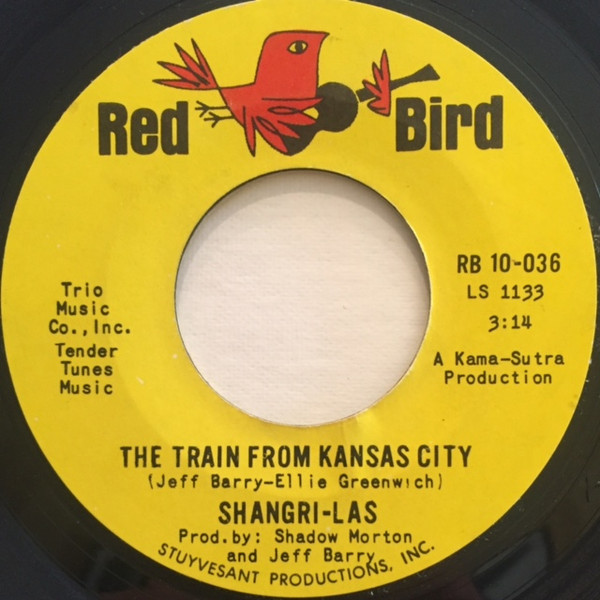 Red Bird
RB 10-036
LS 1133
3:14
A Kama-Sutra
Production
Trio
Music
Co., Inc.
Tender
Tunes
Music
THE TRAIN FROM KANSAS CITY
(Jeff Barry-Ellie Greenwich)
SHANGRI-LAS
Prod. by: Shadow Morton
and Jeff Barry
STUYVESANT PRODUCTIONS, INC.